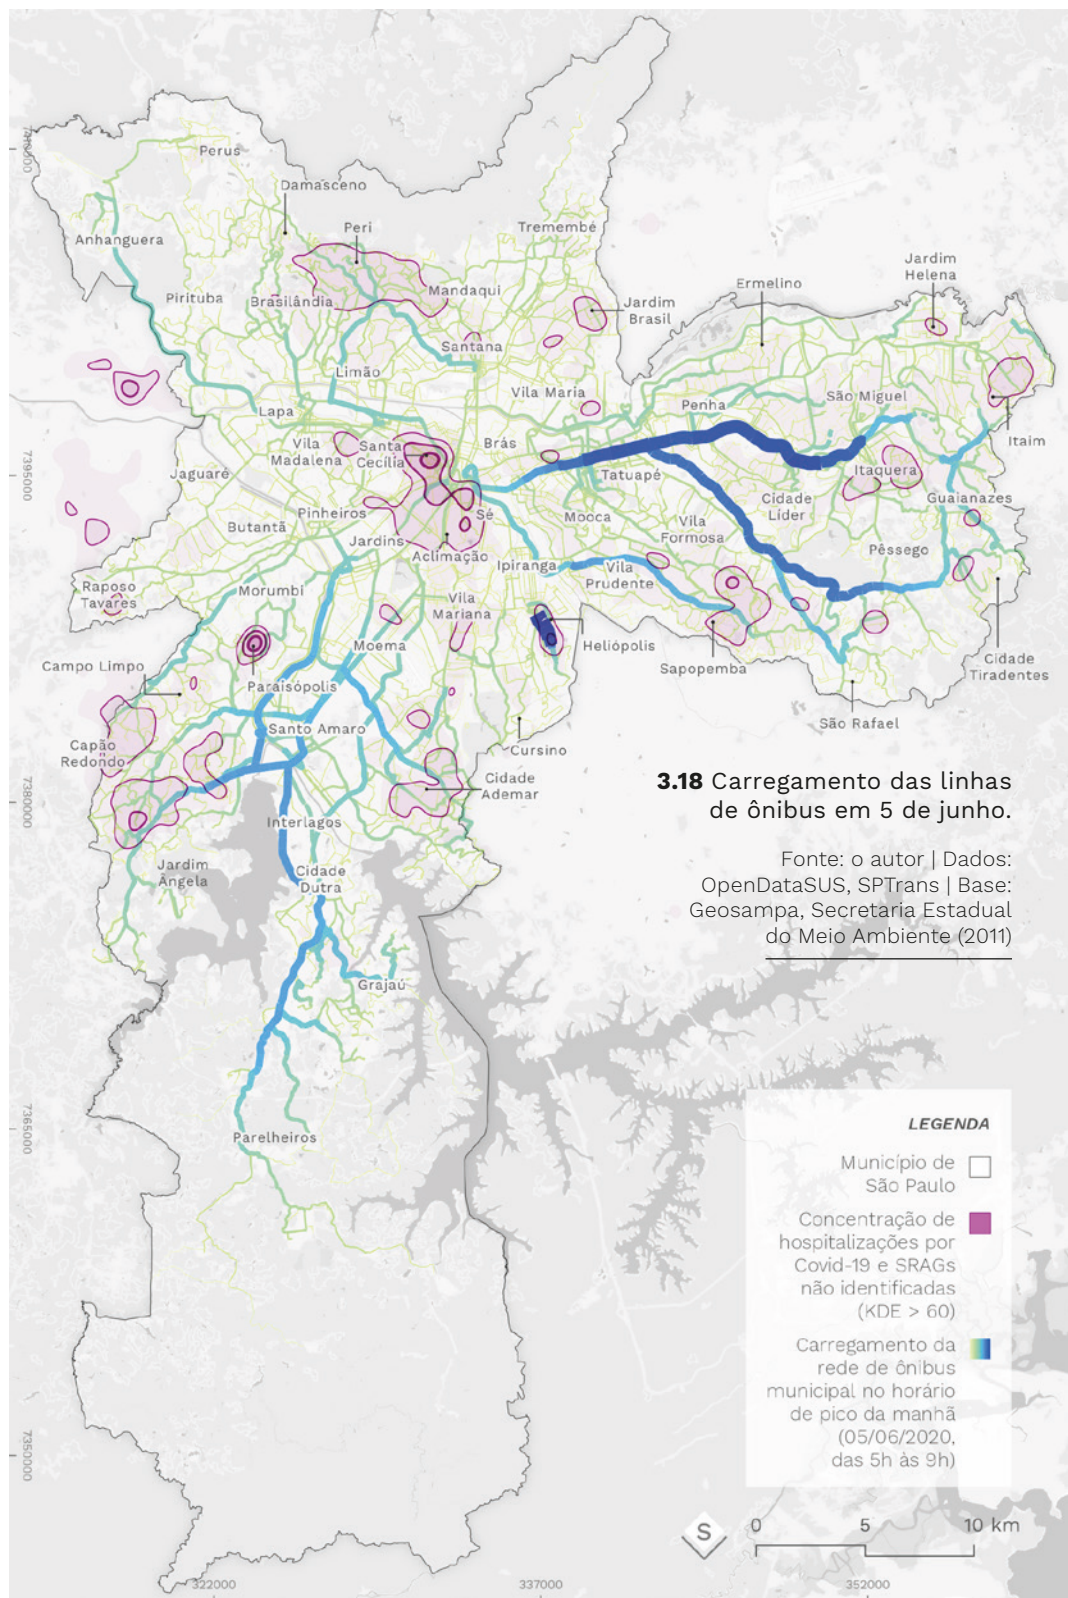 7410000
Perus
Damasceno
Peri
Tremembé
Anhanguera
Jardim
Helena
Ermelino
Pirituba
Brasilândia
Mandaqui
Jardim
Brasil
Santana
Limão
Vila Maria
São Miguel
Penha
Lapa
Itaim
Vila
Madalena
Santa
Cecília
Brás
7395000
Jaguaré
Tatuapé
Itaquera
Cidade
Líder
Guaianazes
Pinheiros
Sé
Butantã
Mooca
Vila
Formosa
Jardins
Aclimação
Ipiranga
Pêssego
Vila
Prudente
Raposo
Tavares
Morumbi
Vila
Mariana
Moema
Heliópolis
Campo Limpo
Paraisópolis
Sapopemba
Cidade
Tiradentes
Santo Amaro
São Rafael
Capão
Redondo
Cursino
Cidade
Ademar
7380000
Interlagos
Jardim
Ângela
Cidade
Dutra
Grajaú
3.18 Carregamento das linhas
de ônibus em 5 de junho.
Fonte: o autor | Dados:
OpenDataSUS, SPTrans | Base:
Geosampa, Secretaria Estadual
do Meio Ambiente (2011)
7365000
Parelheiros
LEGENDA
Município de
São Paulo
Concentração de
hospitalizações por
Covid-19 e SRAGs
não identificadas
(KDE > 60)
Carregamento da
rede de ônibus
municipal no horário
de pico da manhã
(05/06/2020,
das 5h às 9h)
7350000
S
0 5 10 km
322000 337000 352000